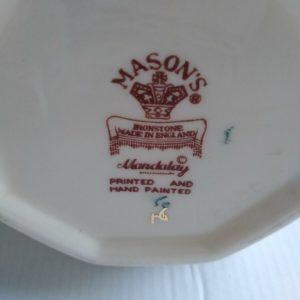 MASON'S®
IRONSTONE
MADE IN ENGLAND
Mandalay ©
PRINTED AND
HAND PAINTED